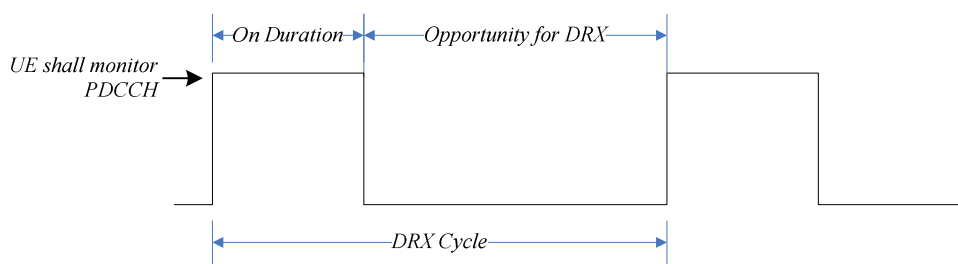 On Duration
Opportunity for DRX
UE shall monitor
PDCCH
DRX Cycle